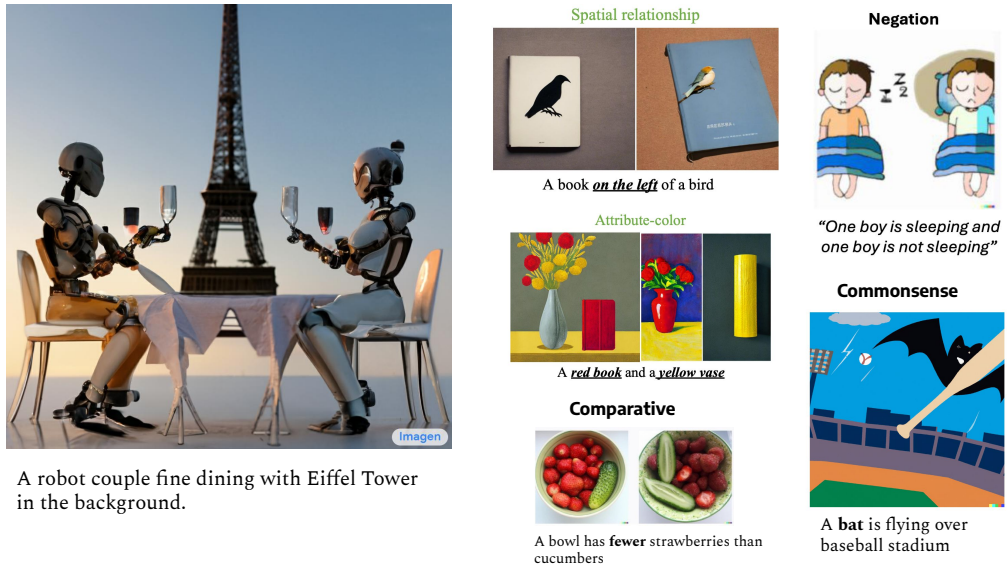 Imagen
A robot couple fine dining with Eiffel Tower
in the background.
Spatial relationship
A book on the left of a bird
Attribute-color
A red book and a yellow vase
Comparative
A bowl has fewer strawberries than
cucumbers
Negation
Z
Z
2
“One boy is sleeping and
one boy is not sleeping”
Commonsense
A bat is flying over
baseball stadium